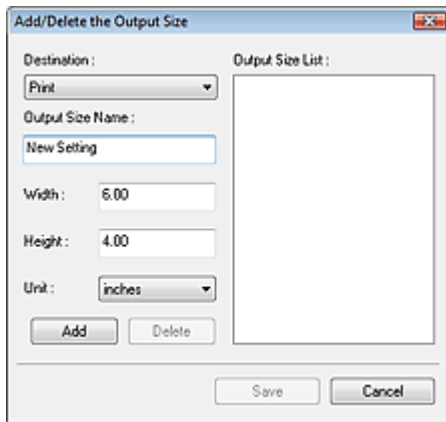 Add/Delete the Output Size
Destination :
Print
Output Size Name :
New Setting
Width :
6.00
Height :
4.00
Unit :
inches
Add
Delete
Output Size List :
Save
Cancel